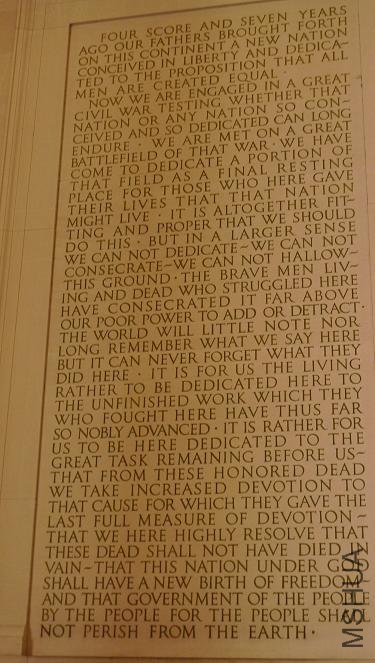 FOUR SCORE AND SEVEN YEARS
AGO OUR FATHERS BROUGHT FORTH
ON THIS CONTINENT A NEW NATION
CONCEIVED IN LIBERTY AND DEDICA~
TED TO THE PROPOSITION THAT ALL
MEN ARE CREATED EQUAL ·
NOW WE ARE ENGAGED IN A GREAT
CIVIL WAR TESTING WHETHER THAT
NATION OR ANY NATION SO CON~
CEIVED AND SO DEDICATED CAN LONG
ENDURE · WE ARE MET ON A GREAT
BATTLEFIELD OF THAT WAR · WE HAVE
COME TO DEDICATE A PORTION OF
THAT FIELD AS A FINAL RESTING
PLACE FOR THOSE WHO HERE GAVE
THEIR LIVES THAT THAT NATION
MIGHT LIVE · IT IS ALTOGETHER FIT~
TING AND PROPER THAT WE SHOULD
DO THIS · BUT IN A LARGER SENSE
WE CAN NOT DEDICATE~WE CAN NOT
CONSECRATE~WE CAN NOT HALLOW~
THIS GROUND · THE BRAVE MEN LIV~
ING AND DEAD WHO STRUGGLED HERE
HAVE CONSECRATED IT FAR ABOVE
OUR POOR POWER TO ADD OR DETRACT·
THE WORLD WILL LITTLE NOTE NOR
LONG REMEMBER WHAT WE SAY HERE
BUT IT CAN NEVER FORGET WHAT THEY
DID HERE · IT IS FOR US THE LIVING
RATHER TO BE DEDICATED HERE TO
THE UNFINISHED WORK WHICH THEY
WHO FOUGHT HERE HAVE THUS FAR
SO NOBLY ADVANCED · IT IS RATHER FOR
US TO BE HERE DEDICATED TO THE
GREAT TASK REMAINING BEFORE US~
THAT FROM THESE HONORED DEAD
WE TAKE INCREASED DEVOTION TO
THAT CAUSE FOR WHICH THEY GAVE THE
LAST FULL MEASURE OF DEVOTION~
THAT WE HERE HIGHLY RESOLVE THAT
THESE DEAD SHALL NOT HAVE DIED IN
VAIN~THAT THIS NATION UNDER GOD
SHALL HAVE A NEW BIRTH OF FREEDOM
AND THAT GOVERNMENT OF THE PEOPLE
BY THE PEOPLE FOR THE PEOPLE SHALL
NOT PERISH FROM THE EARTH ·
MSHUA